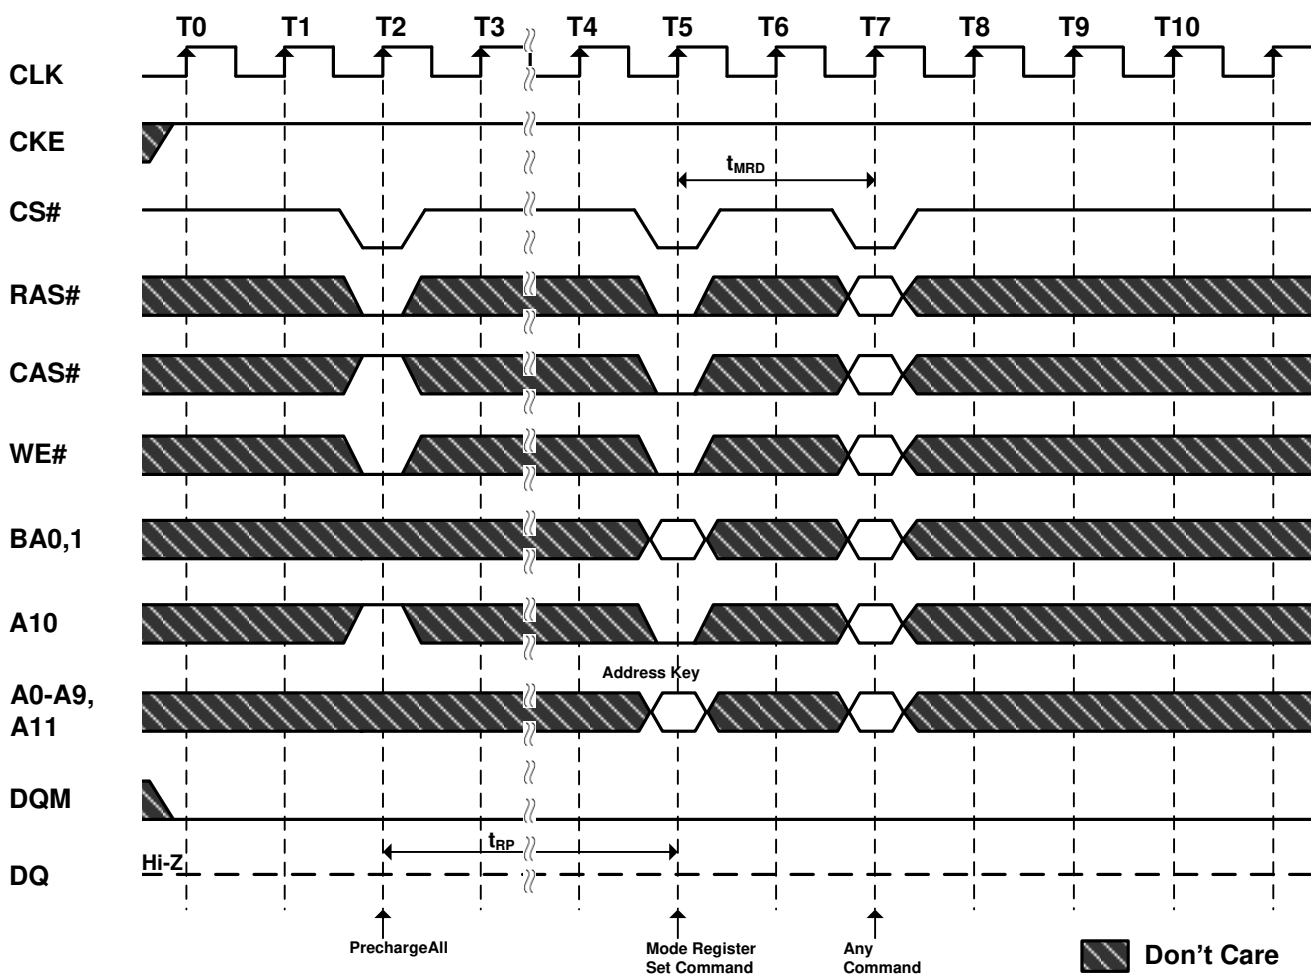 T0 T1 T2 T3 T4 T5 T6 T7 T8 T9 T10
CLK
CKE
tMRD
CS#
RAS#
CAS#
WE#
BA0,1
A10
Address Key
A0-A9,
A11
DQM
tRP
Hi-Z
DQ
PrechargeAll
Mode Register
Set Command
Any
Command
Don't Care